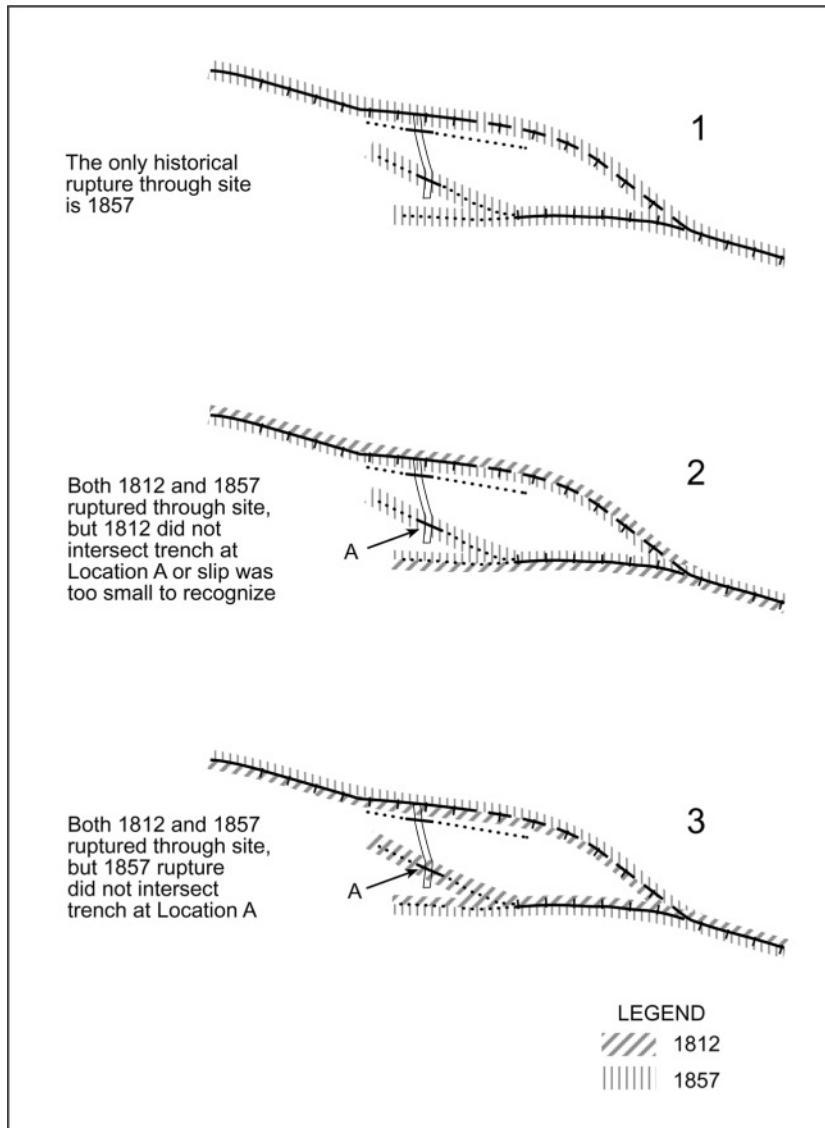 1
The only historical
rupture through site
is 1857
2
Both 1812 and 1857
ruptured through site,
but 1812 did not
intersect trench at
Location A or slip was
too small to recognize
A
3
Both 1812 and 1857
ruptured through site,
but 1857 rupture
did not intersect
trench at Location A
A
LEGEND
1812
1857